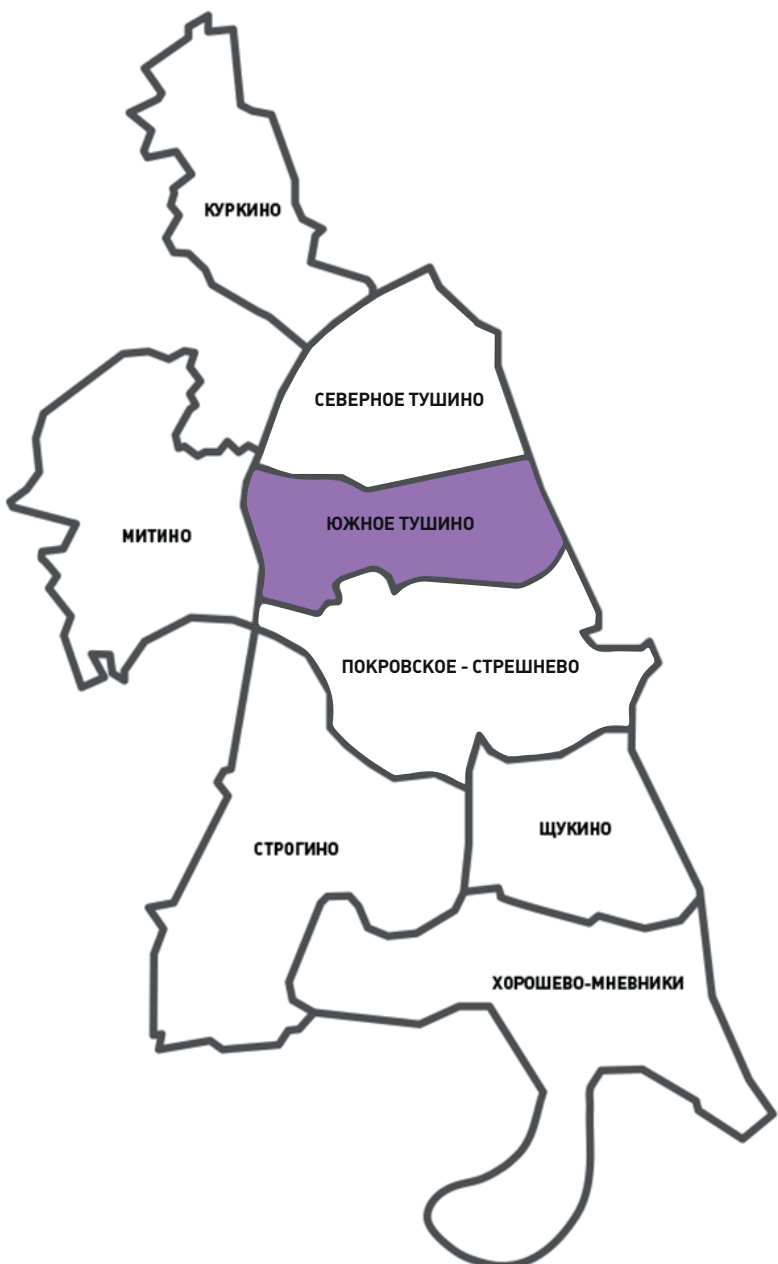 КУРКИНО
СЕВЕРНОЕ ТУШИНО
ЮЖНОЕ ТУШИНО
МИТИНО
ПОКРОВСКОЕ - СТРЕШНЕВО
ЩУКИНО
СТРОГИНО
ХОРОШЕВО-МНЕВНИКИ